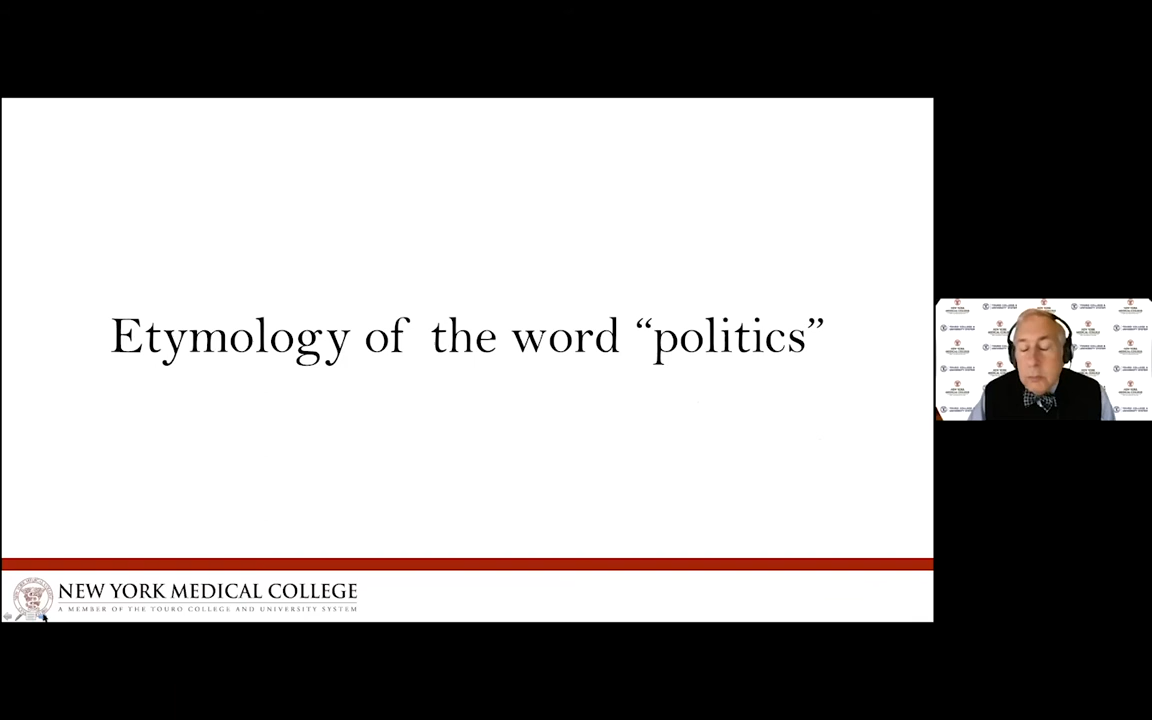 Etymology of the word “politics”
NEW YORK MEDICAL COLLEGE
A MEMBER OF THE TOURO COLLEGE AND UNIVERSITY SYSTEM